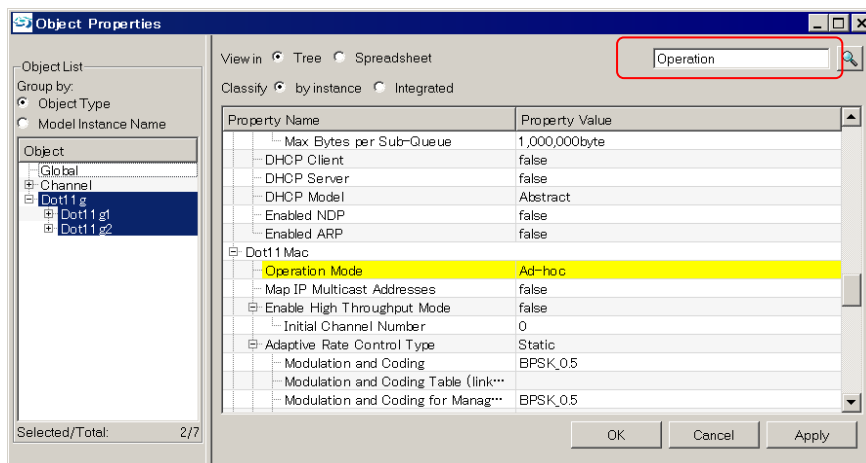 Object Properties
Object List
Group by:
Object Type
Model Instance Name
Object
Global
Channel
Dot11g
Dot11g1
Dot11g2
Selected/Total: 2/7
View in Tree Spreadsheet
Operation
Classify by instance Integrated
Property Name Property Value
Max Bytes per Sub-Queue 1,000,000byte
DHCP Client false
DHCP Server false
DHCP Model Abstract
Enabled NDP false
Enabled ARP false
Dot11Mac
Operation Mode Ad-hoc
Map IP Multicast Addresses false
Enable High Throughput Mode false
Initial Channel Number 0
Adaptive Rate Control Type Static
Modulation and Coding BPSK_0.5
Modulation and Coding Table (link…
Modulation and Coding for Manag… BPSK_0.5
OK Cancel Apply